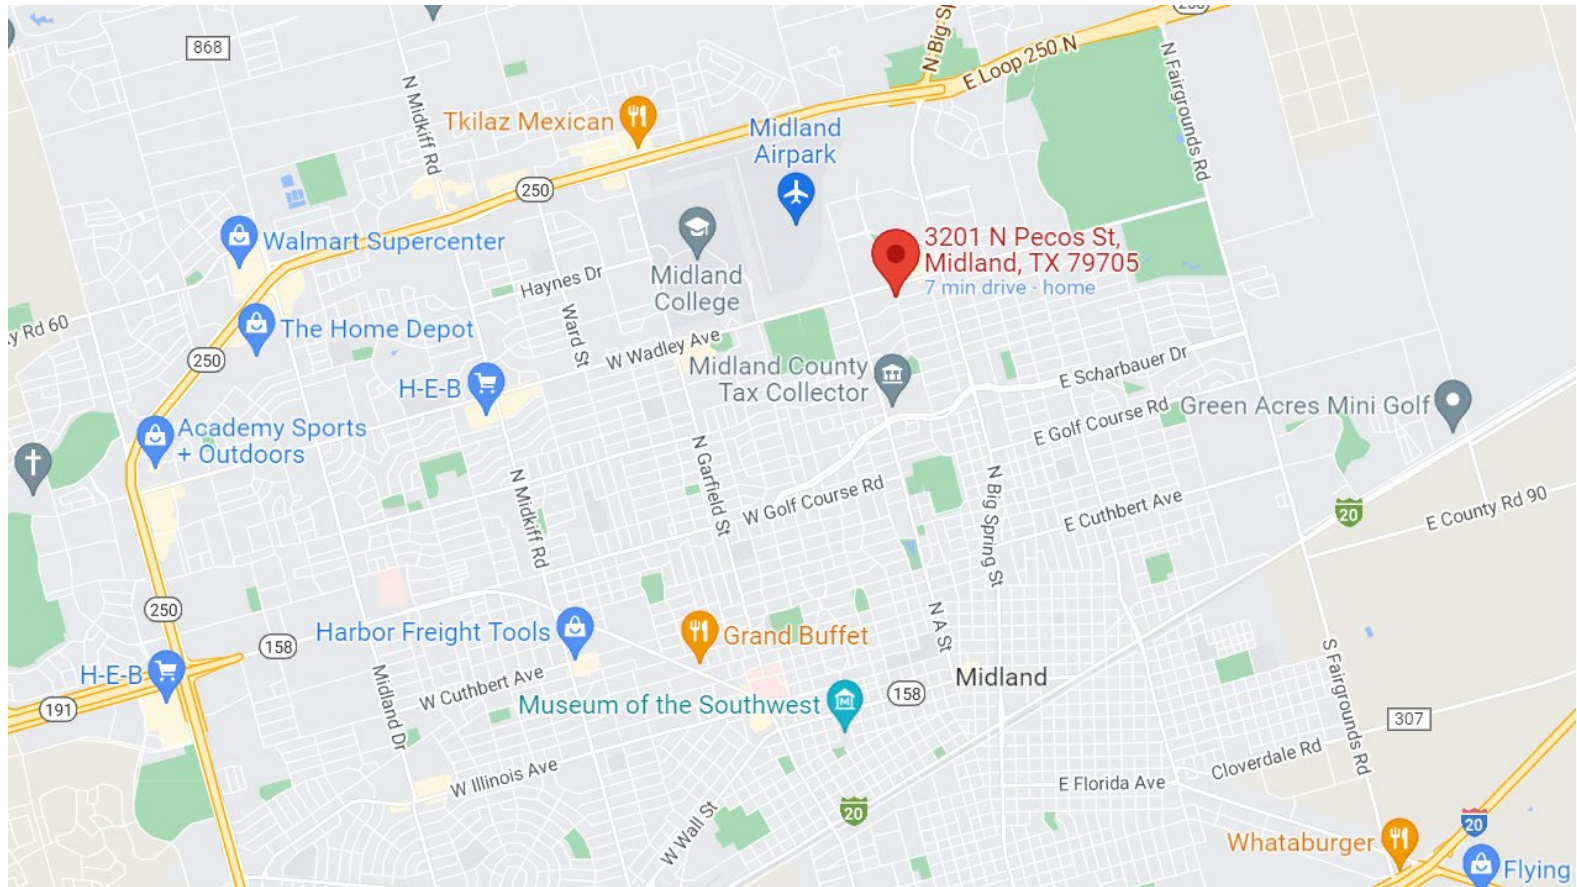 250
868
N Big Sp
E Loop 250 N
N Midkiff Rd
N Fairgrounds Rd
Tkilaz Mexican
Midland
Airpark
250
Walmart Supercenter
3201 N Pecos St,
Midland, TX 79705
7 min drive - home
Midland
College
Haynes Dr
y Rd 60
The Home Depot
Ward St
W Wadley Ave
250
Midland County
Tax Collector
E Scharbauer Dr
H-E-B
Green Acres Mini Golf
E Golf Course Rd
Academy Sports
+ Outdoors
N Garfield St
N Midkiff Rd
W Golf Course Rd
N Big Spring St
E Cuthbert Ave
20
E County Rd 90
250
Harbor Freight Tools
Grand Buffet
N A St
158
H-E-B
Midland
W Cuthbert Ave
Museum of the Southwest
M
158
191
Midland Dr
S Fairgrounds Rd
307
W Illinois Ave
Cloverdale Rd
E Florida Ave
20
W Wall St
20
Whataburger
Flying